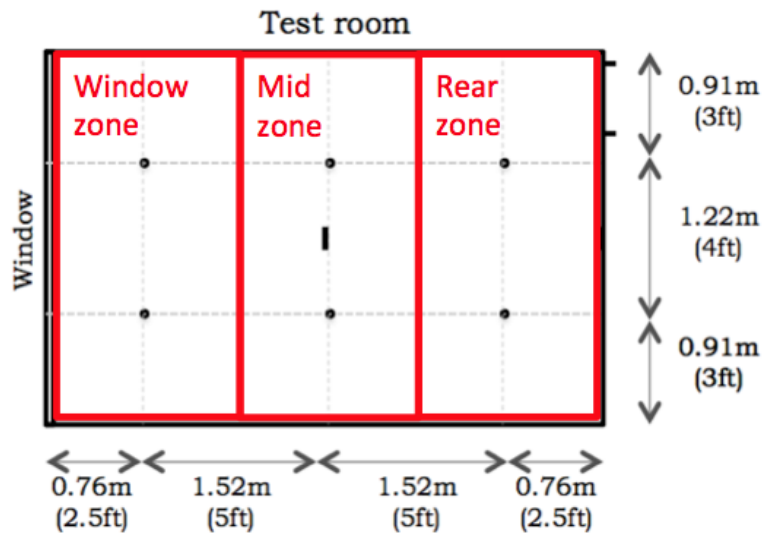 Test room
Window
zone
Mid
zone
Rear
zone
Window
0.91m
(3ft)
1.22m
(4ft)
0.91m
(3ft)
0.76m
(2.5ft)
1.52m
(5ft)
1.52m
(5ft)
0.76m
(2.5ft)